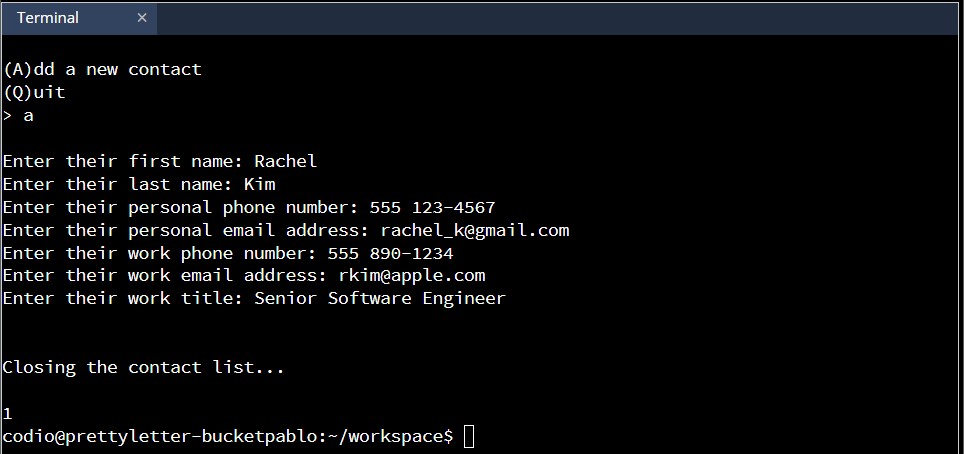 Terminal ×
(A)dd a new contact
(Q)uit
> a
Enter their first name: Rachel
Enter their last name: Kim
Enter their personal phone number: 555 123-4567
Enter their personal email address: rachel_k@gmail.com
Enter their work phone number: 555 890-1234
Enter their work email address: rkim@apple.com
Enter their work title: Senior Software Engineer
Closing the contact list...
1
codio@prettyletter-bucketpablo:~/workspace$